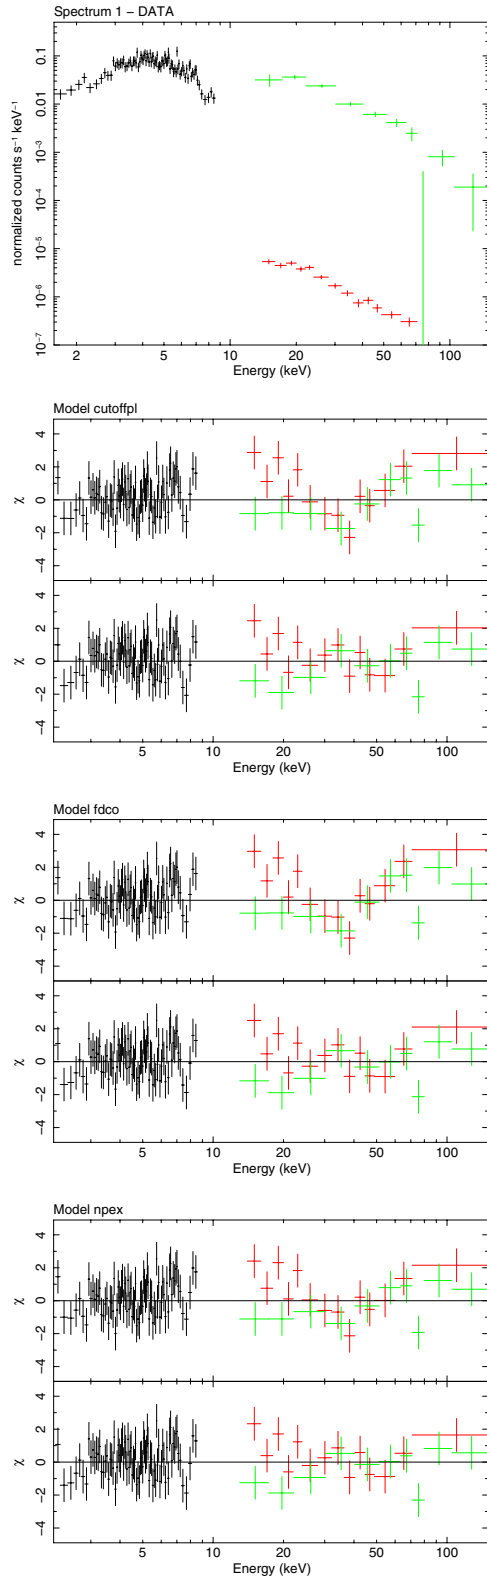 Spectrum 1 – DATA
normalized counts s⁻¹ keV⁻¹
0.1
0.01
10⁻³
10⁻⁴
10⁻⁵
10⁻⁶
10⁻⁷
2 5 10 20 50 100
Energy (keV)
Model cutoffpl
χ
4
2
0
−2
−4
χ
4
2
0
−2
−4
5 10 20 50 100
Energy (keV)
Model fdco
χ
4
2
0
−2
−4
χ
4
2
0
−2
−4
5 10 20 50 100
Energy (keV)
Model npex
χ
4
2
0
−2
−4
χ
4
2
0
−2
−4
5 10 20 50 100
Energy (keV)